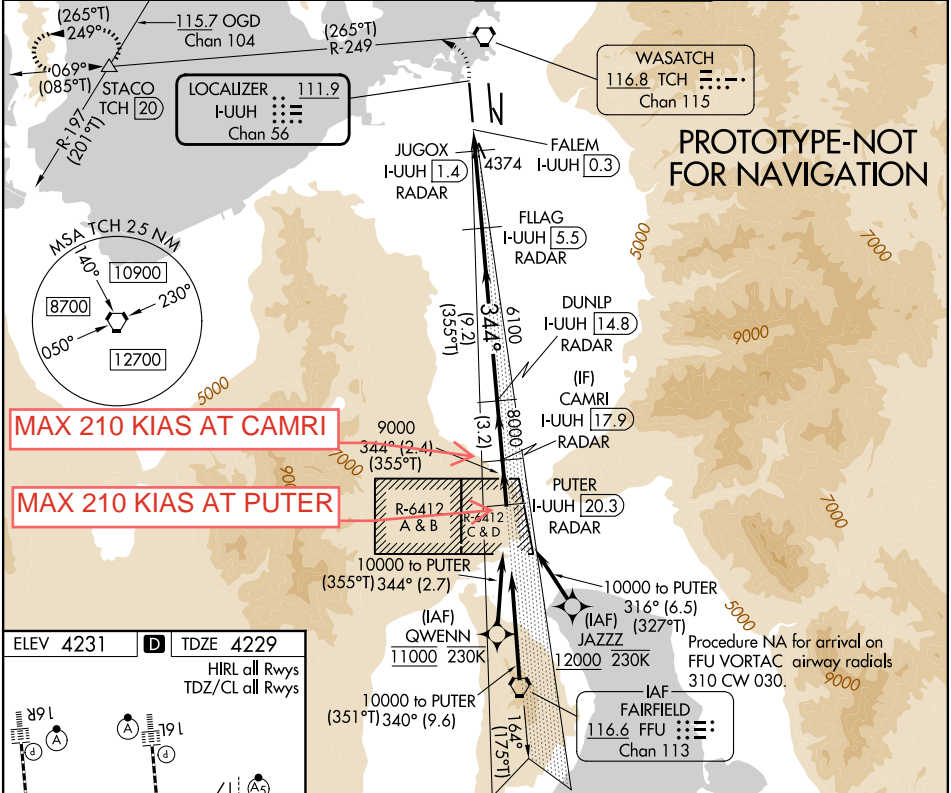 (265°T)
249°
069°
(085°T)
STACO
TCH 20
R-197
(201°T)
115.7 OGD
Chan 104
(265°T)
R-249
LOCALIZER 111.9
I-UUH
Chan 56
WASATCH
116.8 TCH
Chan 115
N
PROTOTYPE-NOT
FOR NAVIGATION
JUGOX
I-UUH 1.4
RADAR
4374
FALEM
I-UUH 0.3
FLLAG
I-UUH 5.5
RADAR
5000
7000
MSA TCH 25 NM
140°
10900
8700
230°
050°
12700
344°
(9.2)
(355°T)
6100
DUNLP
I-UUH 14.8
RADAR
9000
5000
(IF)
CAMRI
I-UUH 17.9
RADAR
(3.2)
8000
MAX 210 KIAS AT CAMRI
9000
344° (2.4)
(355°T)
7000
MAX 210 KIAS AT PUTER
R-6412
A & B
R-6412
C & D
PUTER
I-UUH 20.3
RADAR
7000
10000 to PUTER
(355°T) 344° (2.7)
10000 to PUTER
316° (6.5)
(327°T)
5000
(IAF)
QWENN
11000 230K
(IAF)
JAZZZ
12000 230K
Procedure NA for arrival on
FFU VORTAC airway radials
310 CW 030.
9000
10000 to PUTER
(351°T) 340° (9.6)
164°
(175°T)
IAF
FAIRFIELD
116.6 FFU
Chan 113
ELEV 4231
D
TDZE 4229
HIRL all Rwys
TDZ/CL all Rwys
16R
A
P
A
16L
P
17
A5